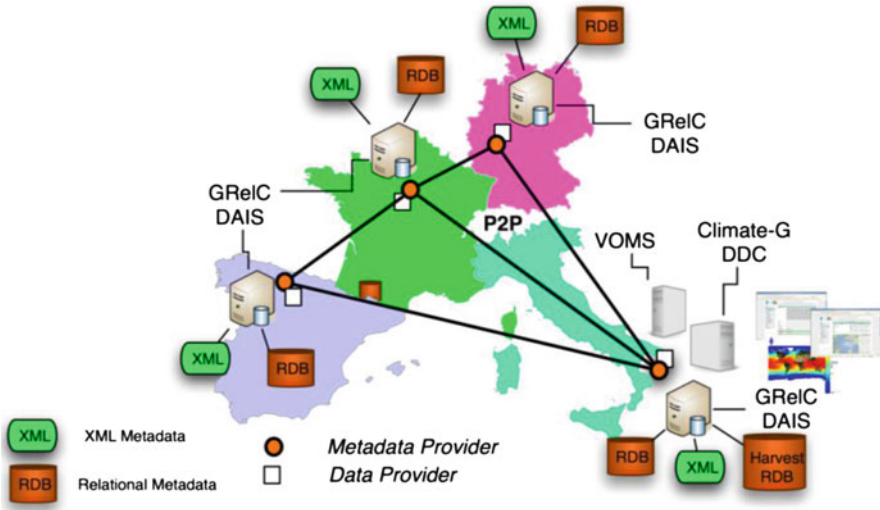 XML
RDB
XML
RDB
GRelC
DAIS
GRelC
DAIS
P2P
VOMS
Climate-G
DDC
XML
RDB
GRelC
DAIS
RDB
XML
Harvest
RDB
XML
XML Metadata
RDB
Relational Metadata
Metadata Provider
Data Provider